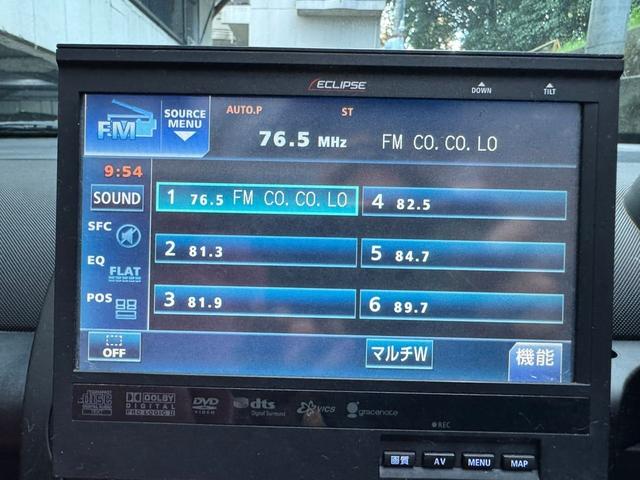 ECLIPSE
DOWN
TILT
FM
SOURCE
MENU
AUTO.P
ST
76.5 MHz
FM CO.CO.LO
9:54
SOUND
SFC
EQ
FLAT
POS
OFF
1 76.5 FM CO.CO.LO
2 81.3
3 81.9
4 82.5
5 84.7
6 89.7
マルチW
機能
DOLBY
DIGITAL
PRO LOGIC II
DVD
VIDEO
dts
Digital Surround
VICS
gracenote
REC
画質
AV
MENU
MAP